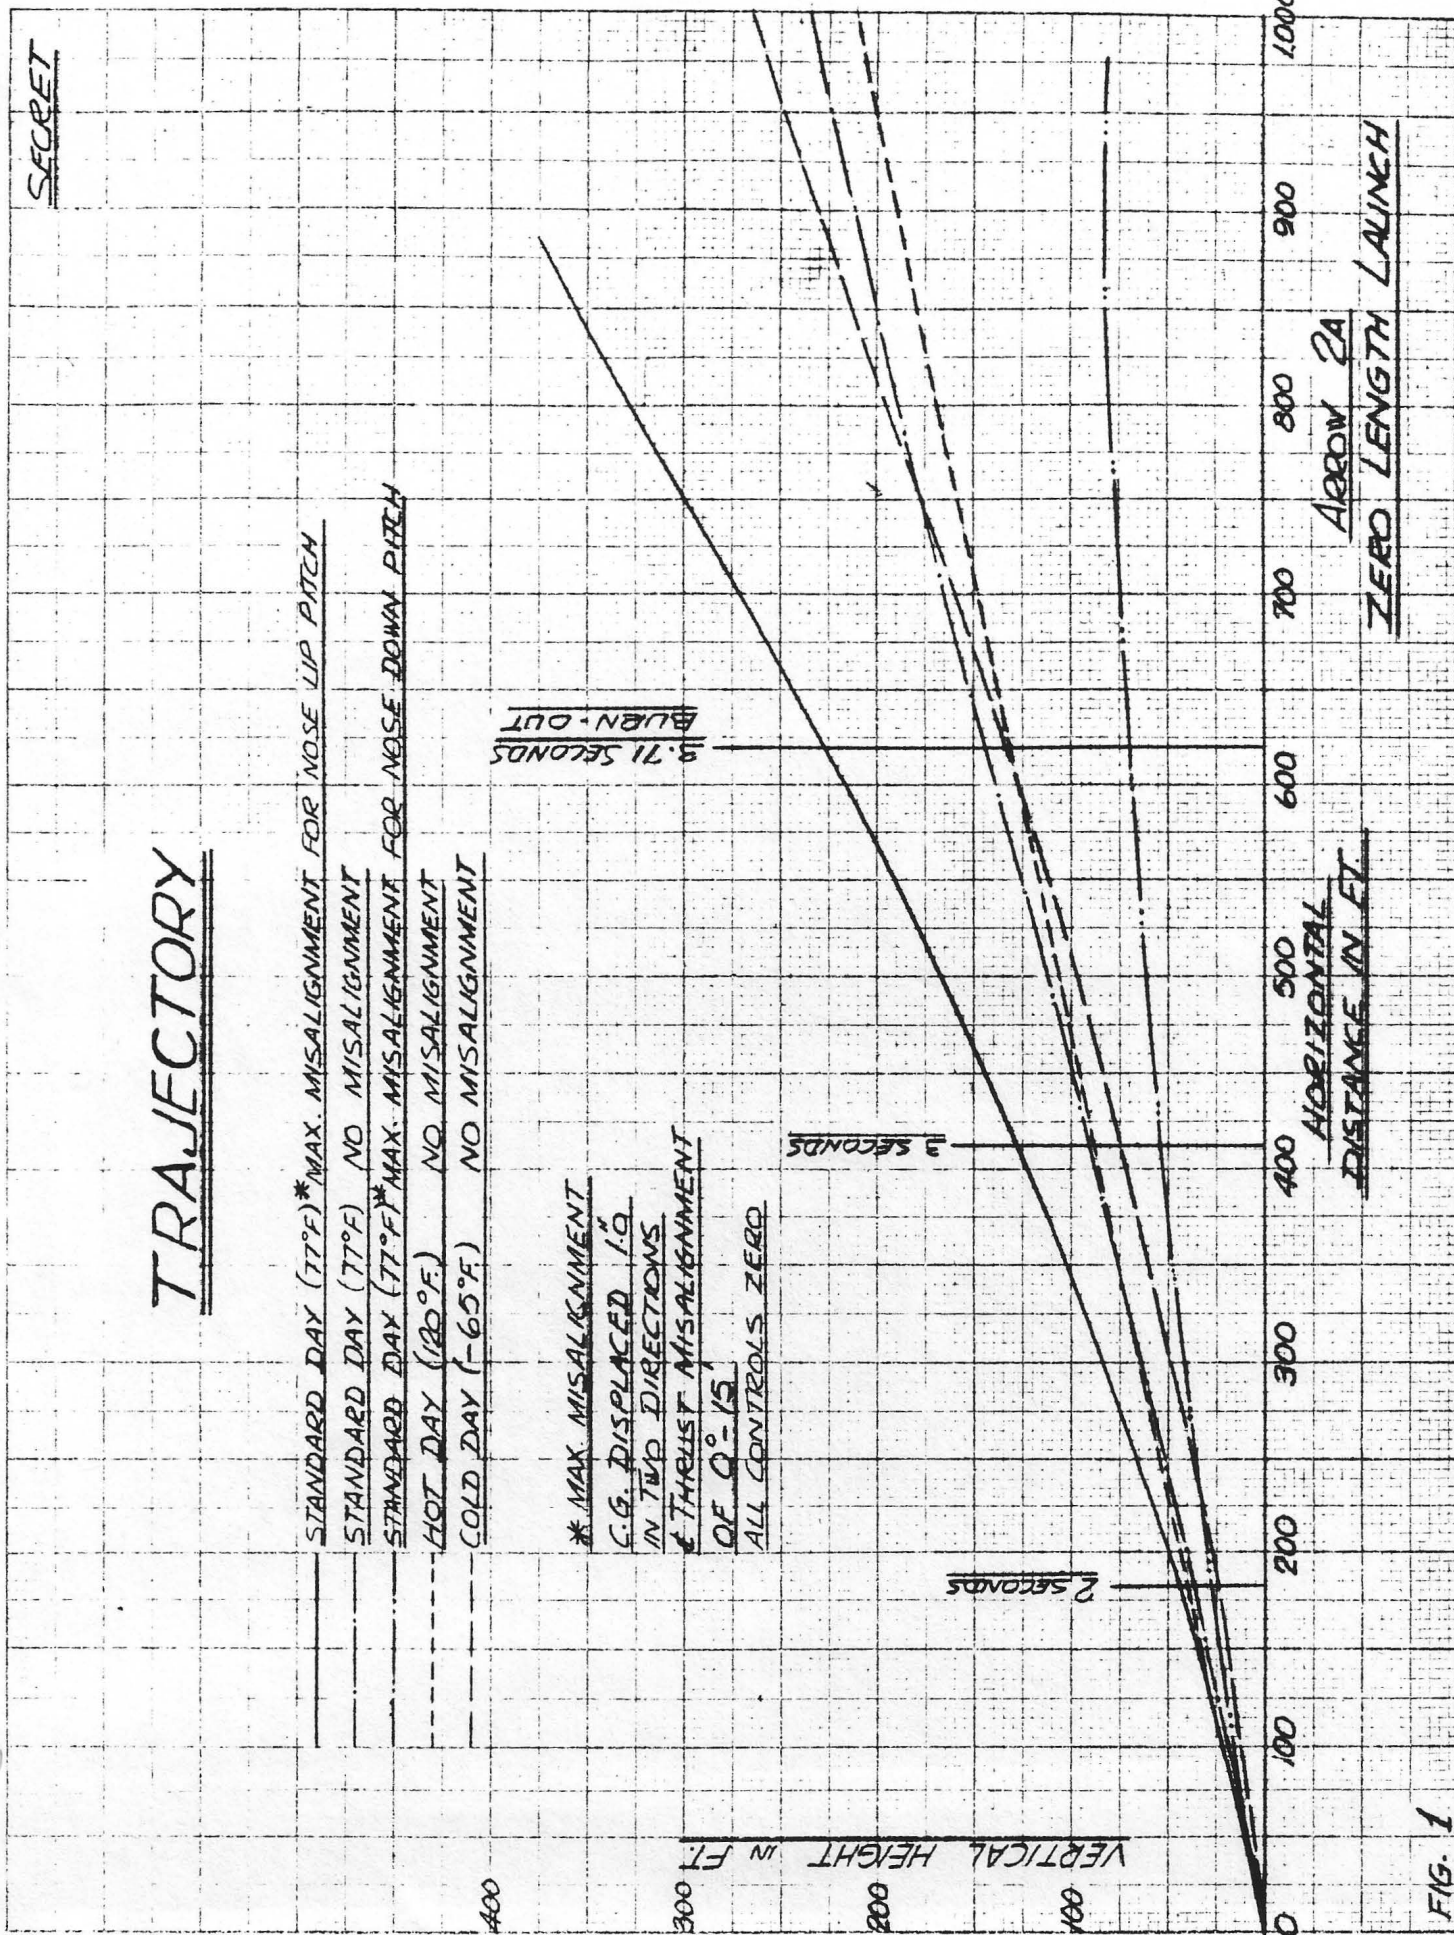 SECRET
TRAJECTORY
STANDARD DAY (77°F)* MAX. MISALIGNMENT FOR NOSE UP PITCH
STANDARD DAY (77°F) NO MISALIGNMENT
STANDARD DAY (77°F)* MAX. MISALIGNMENT FOR NOSE DOWN PITCH
HOT DAY (120°F.) NO MISALIGNMENT
COLD DAY (-65°F.) NO MISALIGNMENT
* MAX MISALIGNMENT
C.G. DISPLACED 1.0"
IN TWO DIRECTIONS
& THRUST MISALIGNMENT
OF 0°-15'
ALL CONTROLS ZERO
2 SECONDS
3 SECONDS
3.71 SECONDS
BURN-OUT
VERTICAL HEIGHT IN FT.
400
300
200
100
0 100 200 300 400 500 600 700 800 900 1,000
HORIZONTAL
DISTANCE IN FT.
ARROW 2A
ZERO LENGTH LAUNCH
FIG. 1